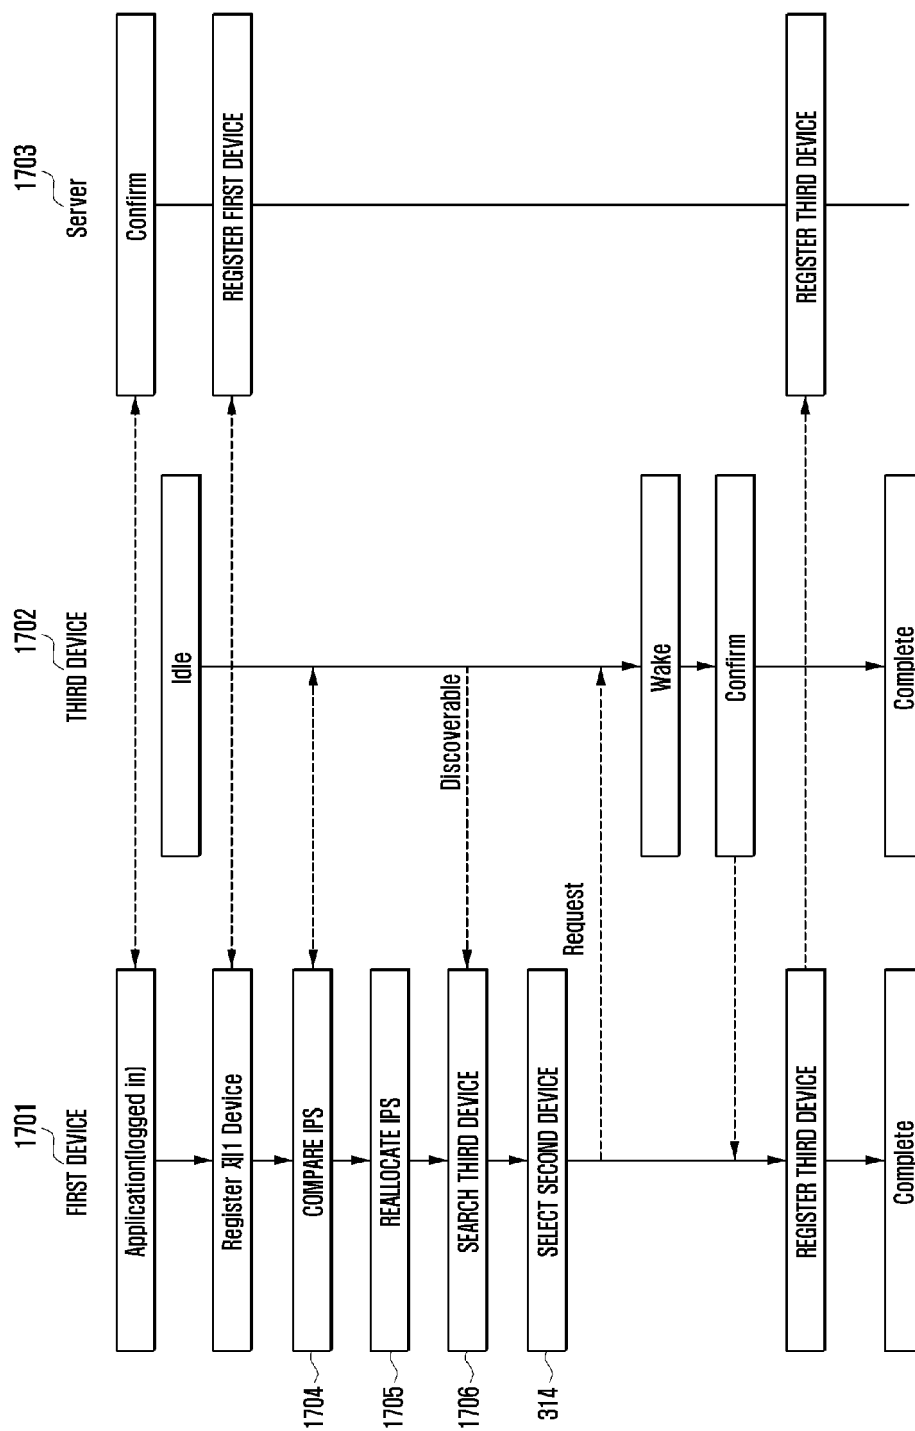 1701
FIRST DEVICE
1702
THIRD DEVICE
1703
Server
Application(logged in)
Confirm
Idle
Register 제1 Device
REGISTER FIRST DEVICE
1704
COMPARE IPS
1705
REALLOCATE IPS
1706
SEARCH THIRD DEVICE
Discoverable
314
SELECT SECOND DEVICE
Request
Wake
Confirm
REGISTER THIRD DEVICE
REGISTER THIRD DEVICE
Complete
Complete